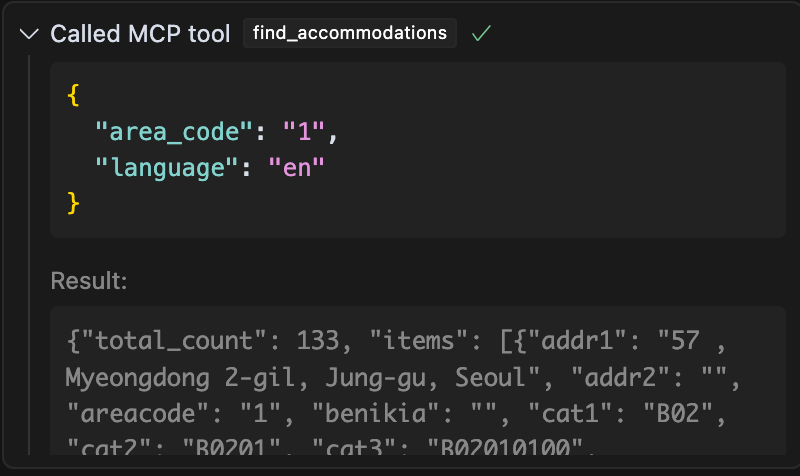 Called MCP tool find_accommodations
{
"area_code": "1",
"language": "en"
}
Result:
{"total_count": 133, "items": [{"addr1": "57 ,
Myeongdong 2-gil, Jung-gu, Seoul", "addr2": "",
"areacode": "1", "benikia": "", "cat1": "B02",
"cat2": "B0201", "cat3": "B02010100",